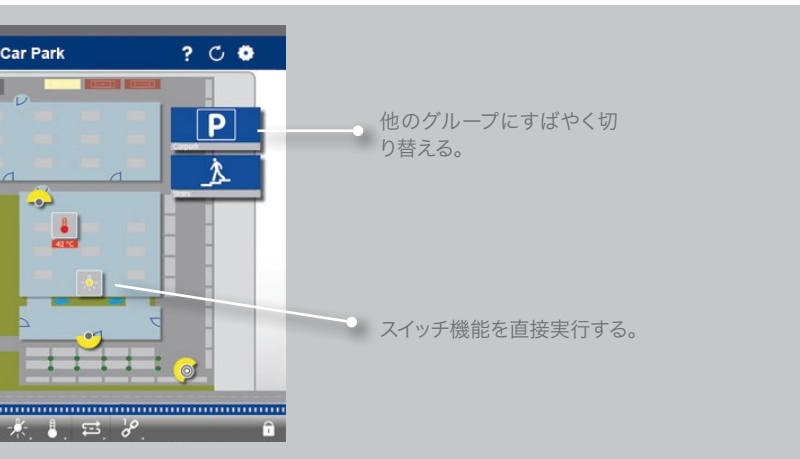 Car Park ?
P
Carpark
Stairs
42 °C
他のグループにすばやく切
り替える。
スイッチ機能を直接実行する。